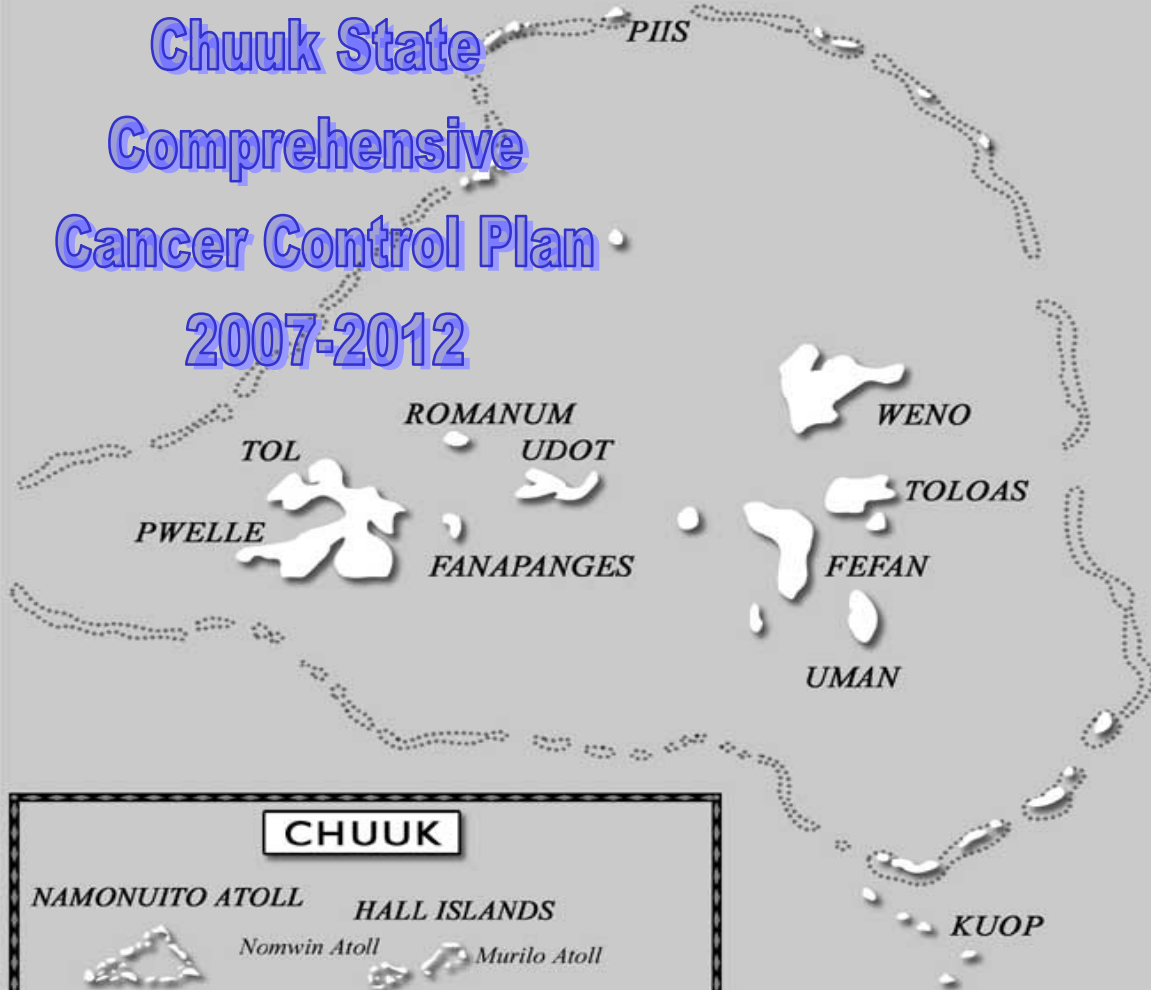 Chuuk State
Comprehensive
Cancer Control Plan
2007-2012
PIIS
ROMANUM
WENO
TOL
UDOT
TOLOAS
PWELLE
FANAPANGES
FEFAN
UMAN
CHUUK
NAMONUITO ATOLL
HALL ISLANDS
Nomwin Atoll
Murilo Atoll
KUOP